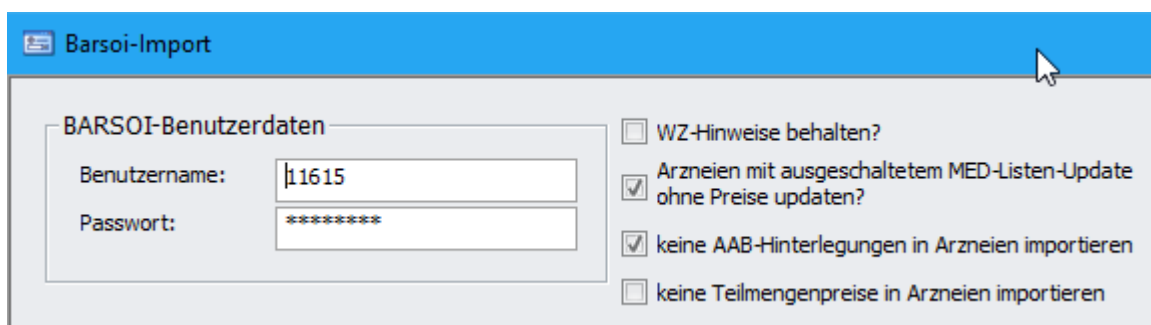 Barsoi-Import
BARSOI-Benutzerdaten
Benutzername: 11615
Passwort: ********
WZ-Hinweise behalten?
Arzneien mit ausgeschaltetem MED-Listen-Update
ohne Preise updaten?
keine AAB-Hinterlegungen in Arzneien importieren
keine Teilmengenpreise in Arzneien importieren